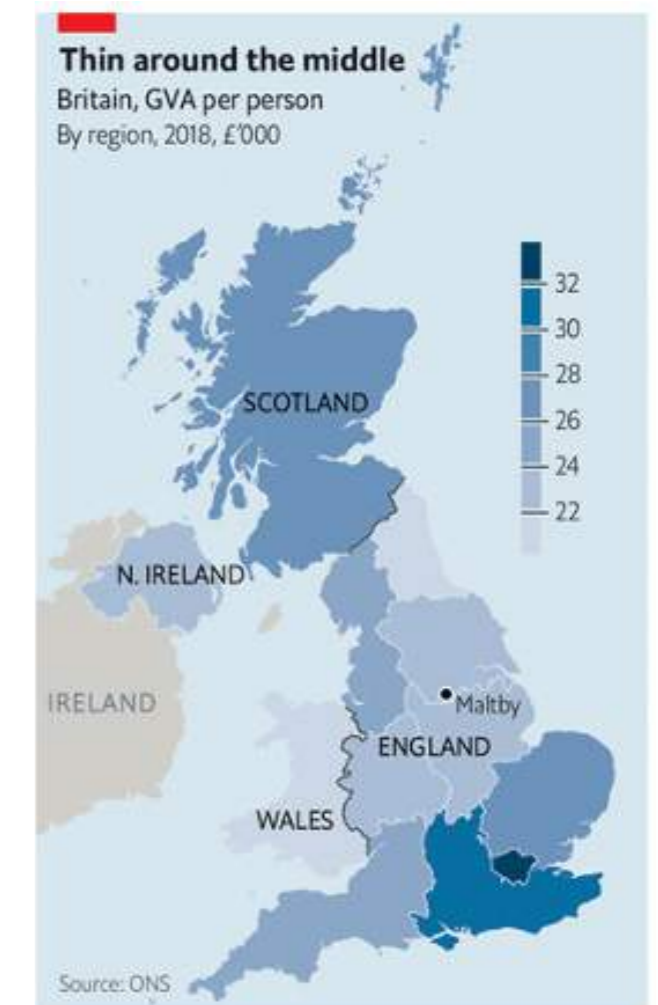 Thin around the middle
Britain, GVA per person
By region, 2018, £'000
32
30
28
26
24
22
SCOTLAND
N. IRELAND
IRELAND
Maltby
ENGLAND
WALES
Source: ONS